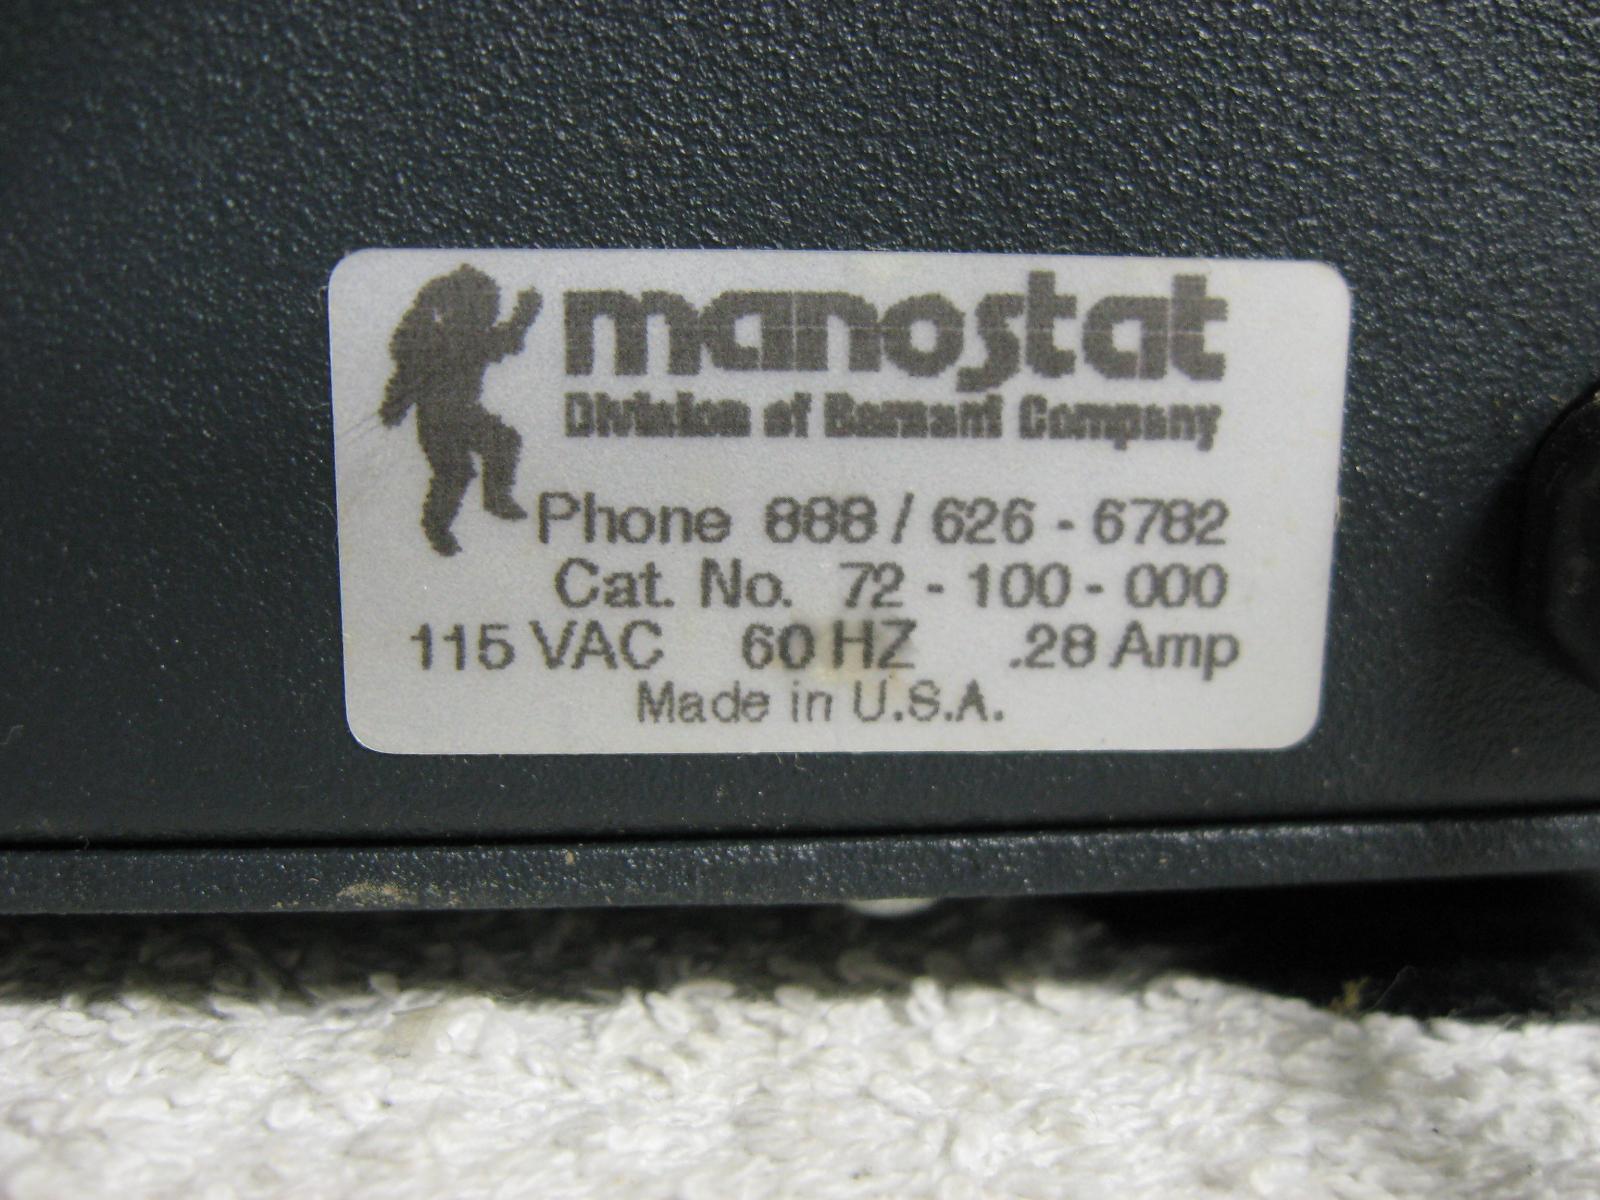 manostat
Division of Barnant Company
Phone 888 / 626 - 6782
Cat. No. 72 - 100 - 000
115 VAC 60 HZ .28 Amp
Made in U.S.A.